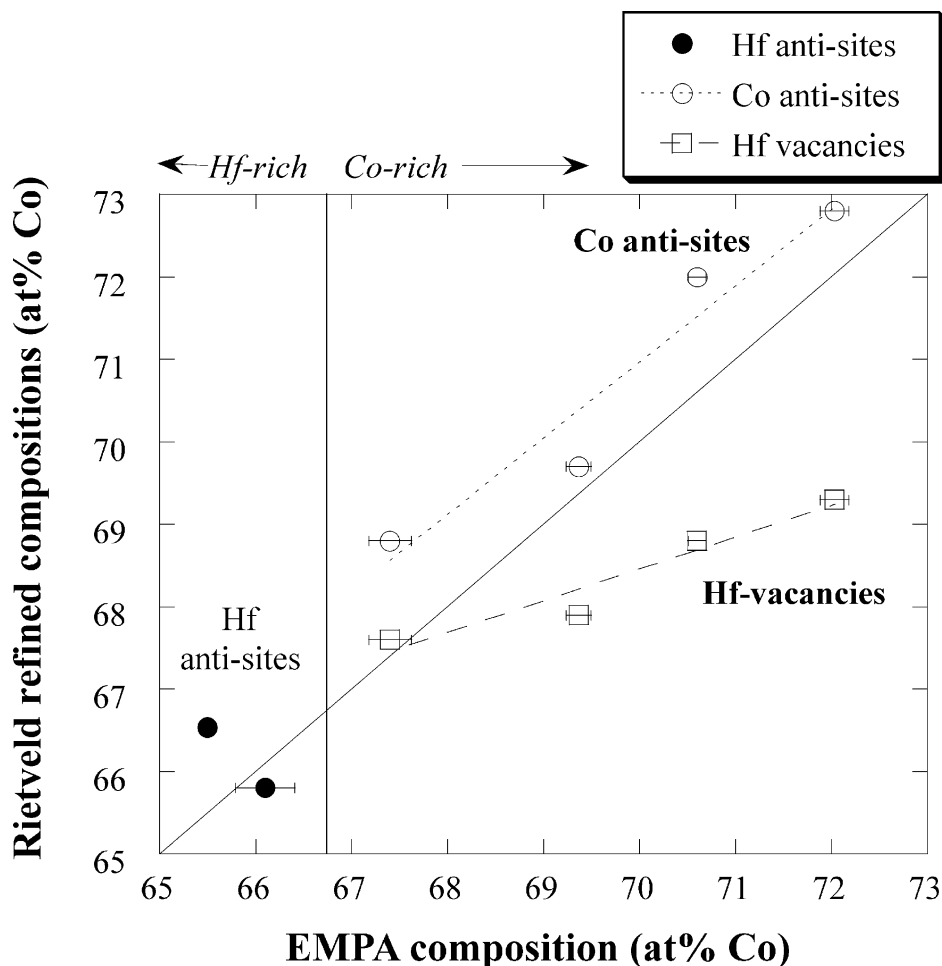 Hf anti-sites
Co anti-sites
Hf vacancies
Hf-rich Co-rich
73
72
71
70
69
68
67
66
65
Rietveld refined compositions (at% Co)
Co anti-sites
Hf-vacancies
Hf
anti-sites
65 66 67 68 69 70 71 72 73
EMPA composition (at% Co)